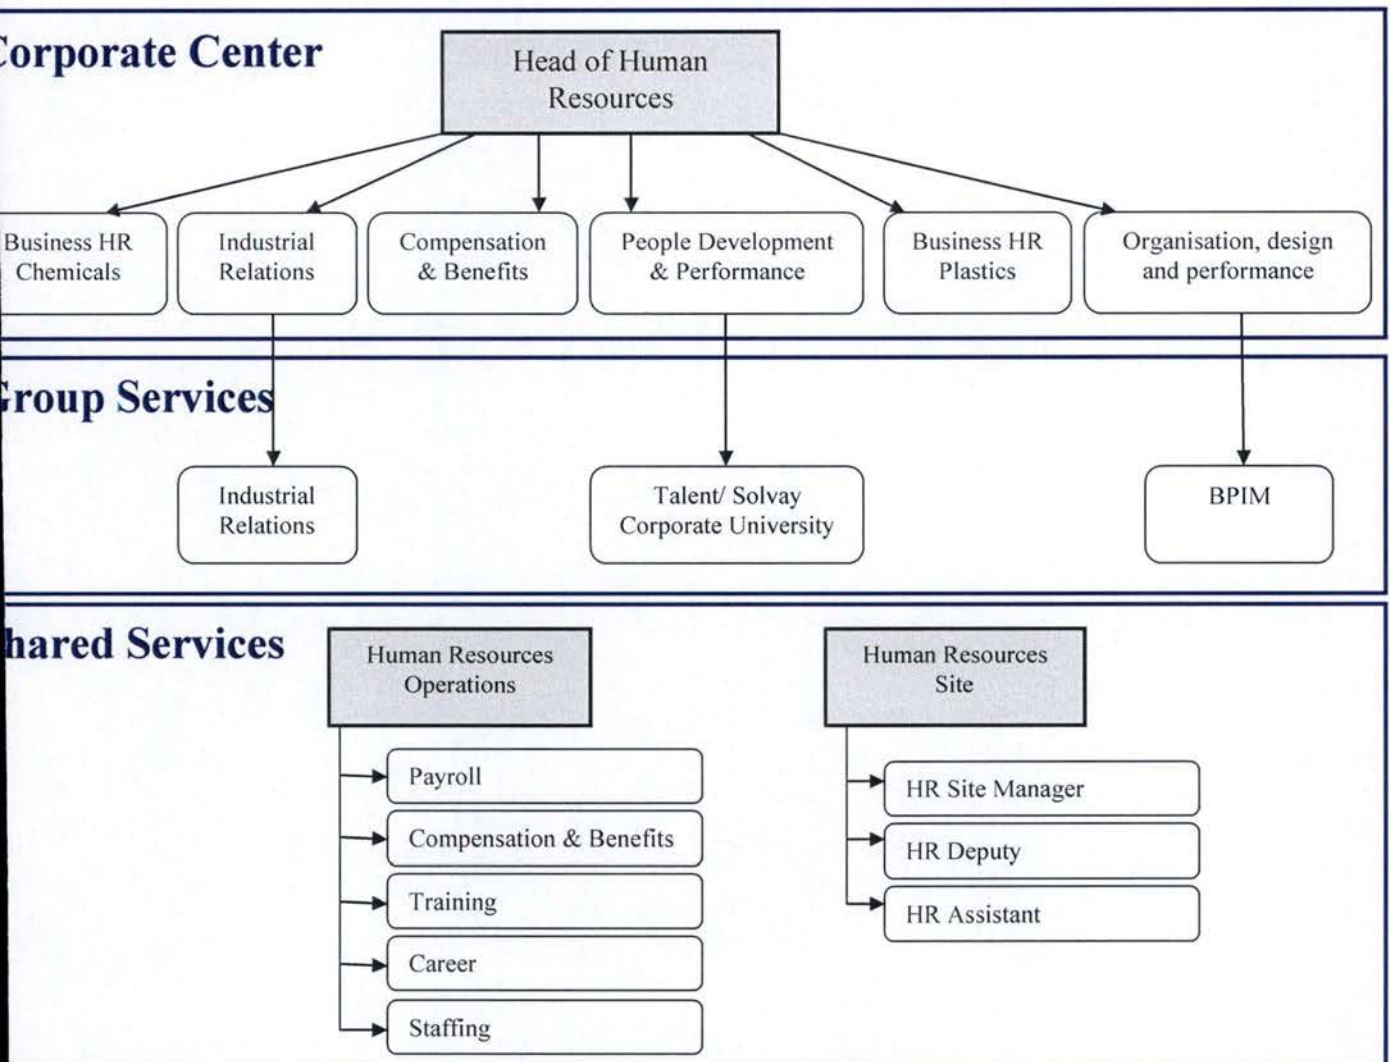 Corporate Center
Head of Human
Resources
Business HR
Chemicals
Industrial
Relations
Compensation
& Benefits
People Development
& Performance
Business HR
Plastics
Organisation, design
and performance
Group Services
Industrial
Relations
Talent/ Solvay
Corporate University
BPIM
hared Services
Human Resources
Operations
Human Resources
Site
Payroll
Compensation & Benefits
Training
Career
Staffing
HR Site Manager
HR Deputy
HR Assistant